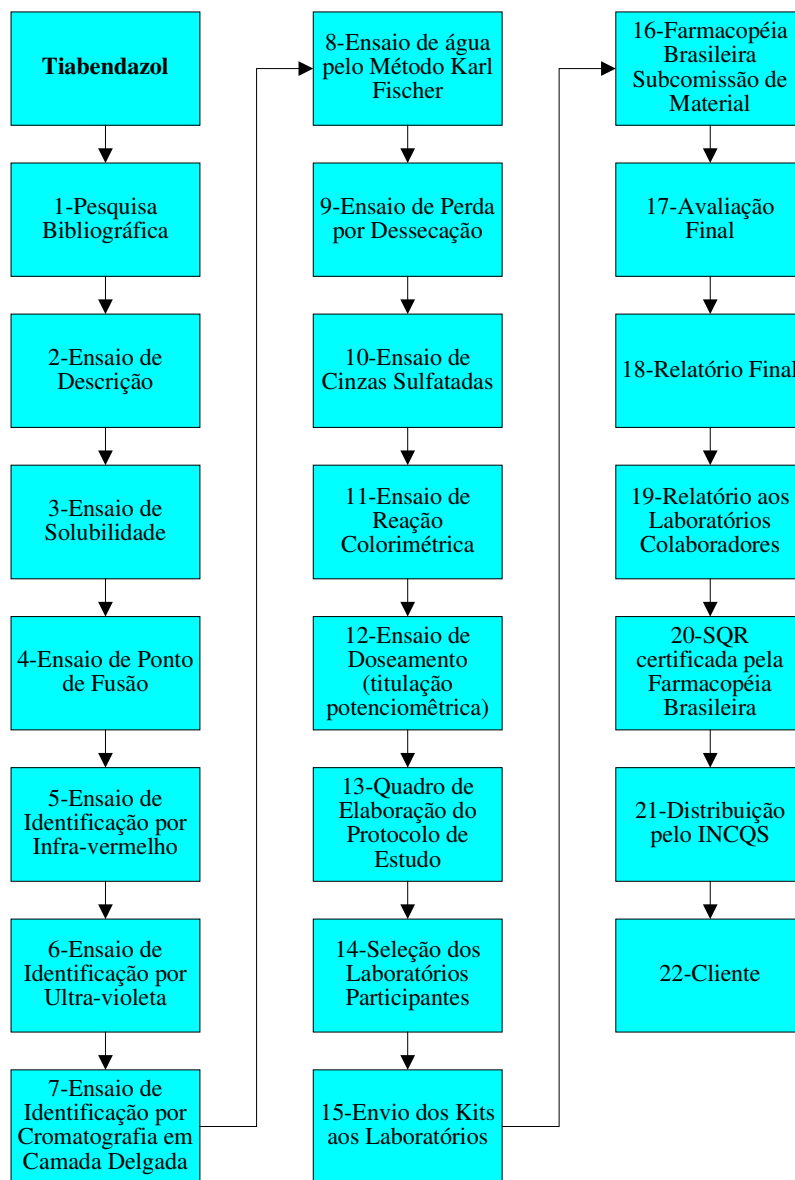 Tiabendazol
1-Pesquisa
Bibliográfica
2-Ensaio de
Descrição
3-Ensaio de
Solubilidade
4-Ensaio de Ponto
de Fusão
5-Ensaio de
Identificação por
Infra-vermelho
6-Ensaio de
Identificação por
Ultra-violeta
7-Ensaio de
Identificação por
Cromatografia em
Camada Delgada
8-Ensaio de água
pelo Método Karl
Fischer
9-Ensaio de Perda
por Dessecação
10-Ensaio de
Cinzas Sulfatadas
11-Ensaio de
Reação
Colorimétrica
12-Ensaio de
Doseamento
(titulação
potenciomêtrica)
13-Quadro de
Elaboração do
Protocolo de
Estudo
14-Seleção dos
Laboratórios
Participantes
15-Envio dos Kits
aos Laboratórios
16-Farmacopéia
Brasileira
Subcomissão de
Material
17-Avaliação
Final
18-Relatório Final
19-Relatório aos
Laboratórios
Colaboradores
20-SQR
certificada pela
Farmacopéia
Brasileira
21-Distribuição
pelo INCQS
22-Cliente